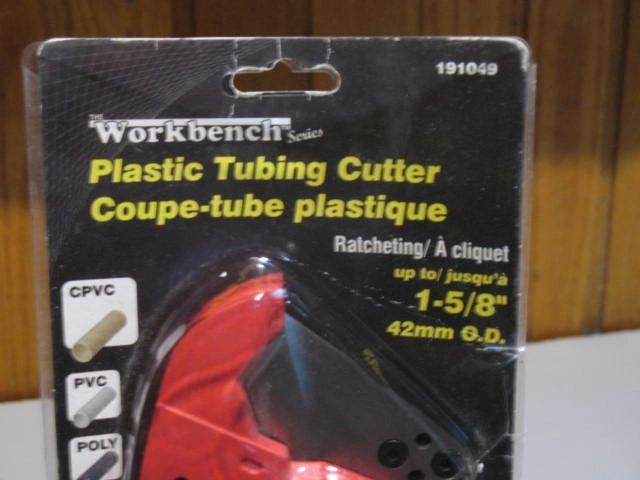 191049
THE
Workbench Series
Plastic Tubing Cutter
Coupe-tube plastique
Ratcheting/ À cliquet
up to/ jusqu'à
1-5/8"
42mm O.D.
CPVC
PVC
POLY